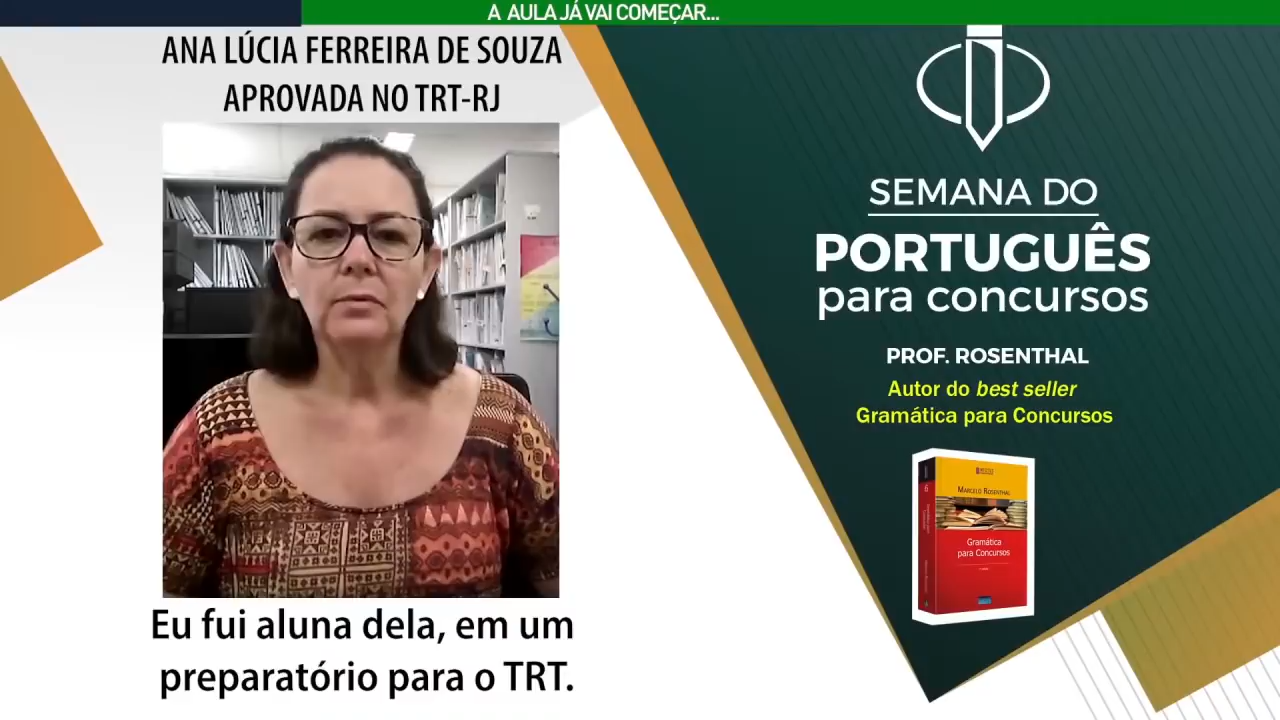 A AULA JÁ VAI COMEÇAR...
ANA LÚCIA FERREIRA DE SOUZA
APROVADA NO TRT-RJ
Eu fui aluna dela, em um
preparatório para o TRT.
SEMANA DO
PORTUGUÊS
para concursos
PROF. ROSENTHAL
Autor do best seller
Gramática para Concursos
MARCELO ROSENTHAL
Gramática
para Concursos
6